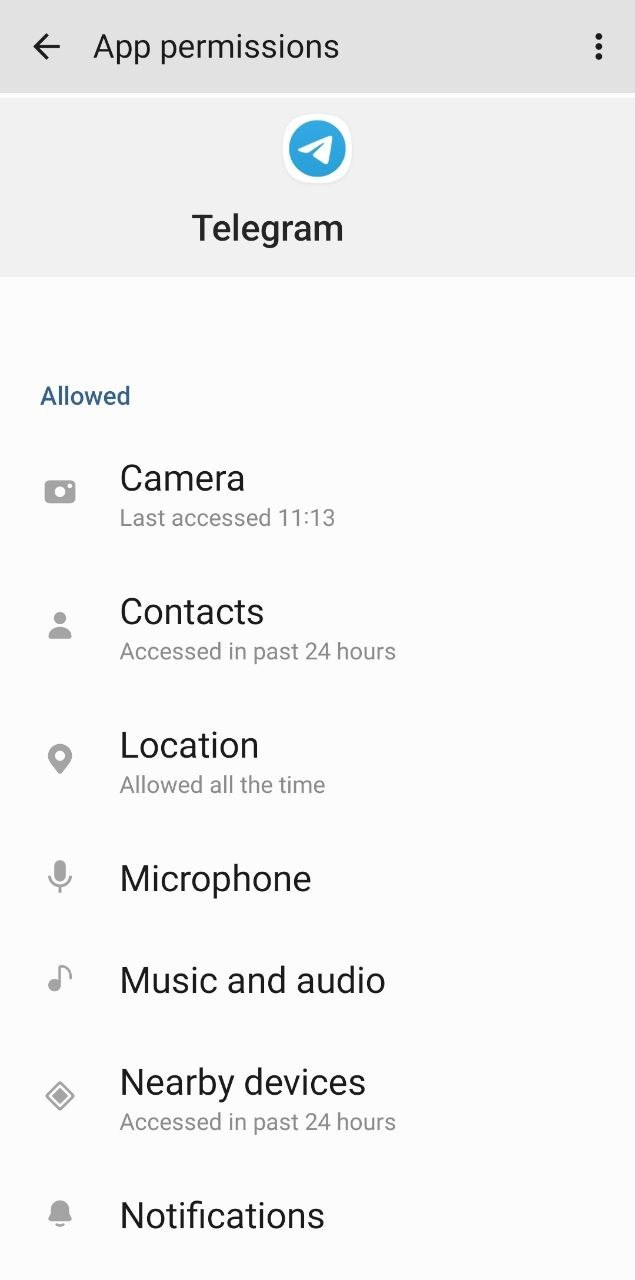 App permissions
Telegram
Allowed
Camera
Last accessed 11:13
Contacts
Accessed in past 24 hours
Location
Allowed all the time
Microphone
Music and audio
Nearby devices
Accessed in past 24 hours
Notifications